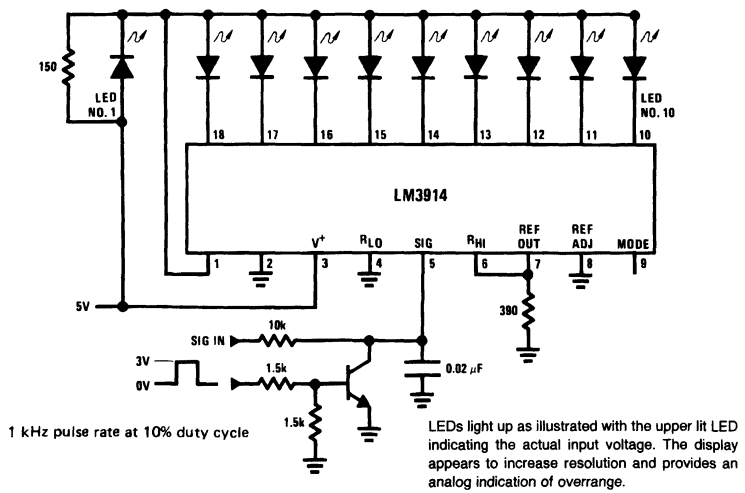 150
LED
NO. 1
LED
NO. 10
18 17 16 15 14 13 12 11 10
LM3914
V+ RLO SIG RHI REF OUT REF ADJ MODE
1 2 3 4 5 6 7 8 9
5V
390
SIG IN
10k
3V
0V
1.5k
0.02 µF
1.5k
1 kHz pulse rate at 10% duty cycle
LEDs light up as illustrated with the upper lit LED
indicating the actual input voltage. The display
appears to increase resolution and provides an
analog indication of overrange.